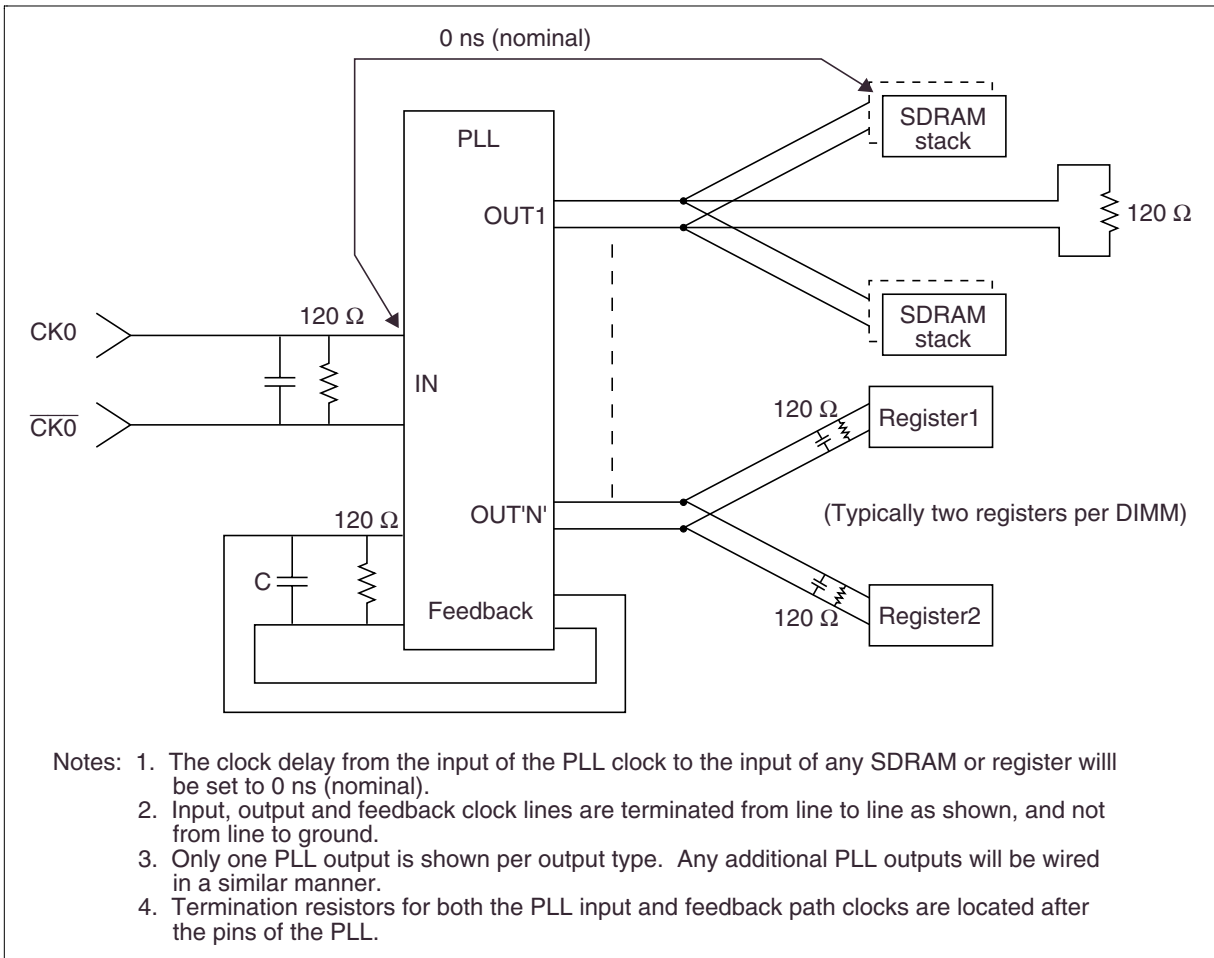 0 ns (nominal)
SDRAM
stack
PLL
OUT1
120 Ω
SDRAM
stack
CK0
120 Ω
IN
CK0
120 Ω
Register1
120 Ω
OUT'N'
(Typically two registers per DIMM)
C
Feedback
120 Ω
Register2
Notes: 1. The clock delay from the input of the PLL clock to the input of any SDRAM or register willl
be set to 0 ns (nominal).
2. Input, output and feedback clock lines are terminated from line to line as shown, and not
from line to ground.
3. Only one PLL output is shown per output type. Any additional PLL outputs will be wired
in a similar manner.
4. Termination resistors for both the PLL input and feedback path clocks are located after
the pins of the PLL.